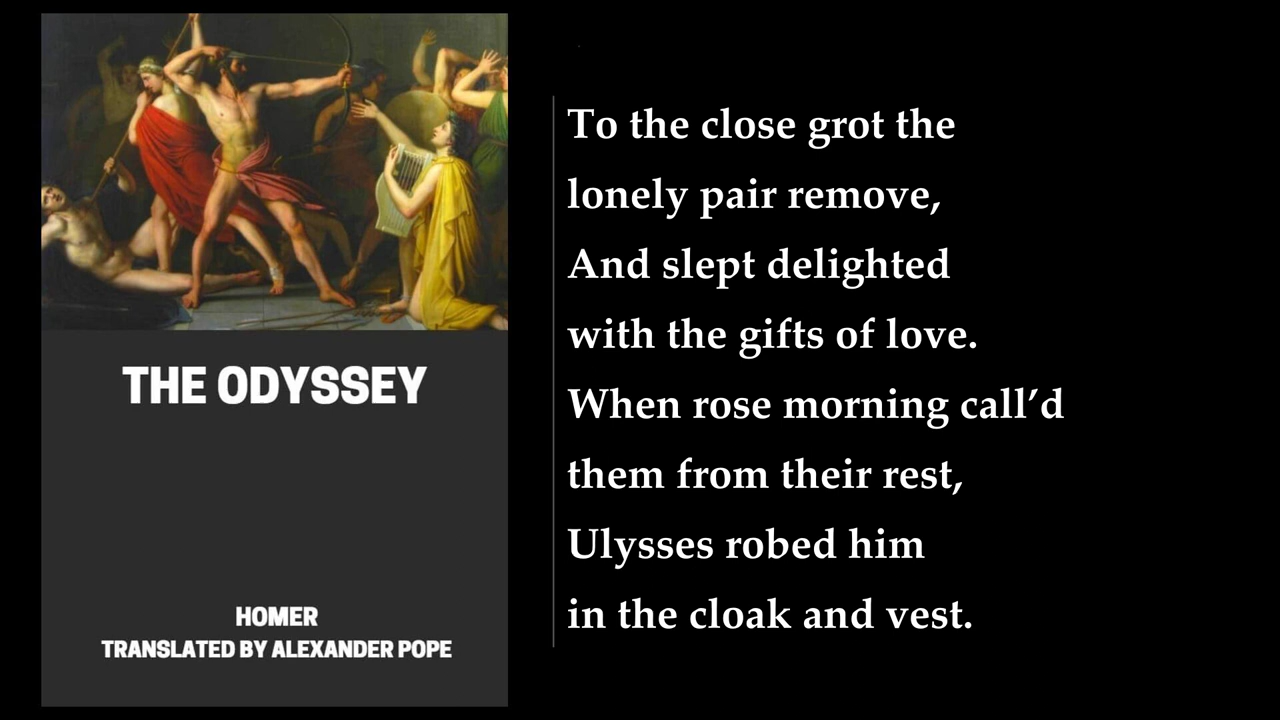 THE ODYSSEY
HOMER
TRANSLATED BY ALEXANDER POPE
To the close grot the
lonely pair remove,
And slept delighted
with the gifts of love.
When rose morning call’d
them from their rest,
Ulysses robed him
in the cloak and vest.